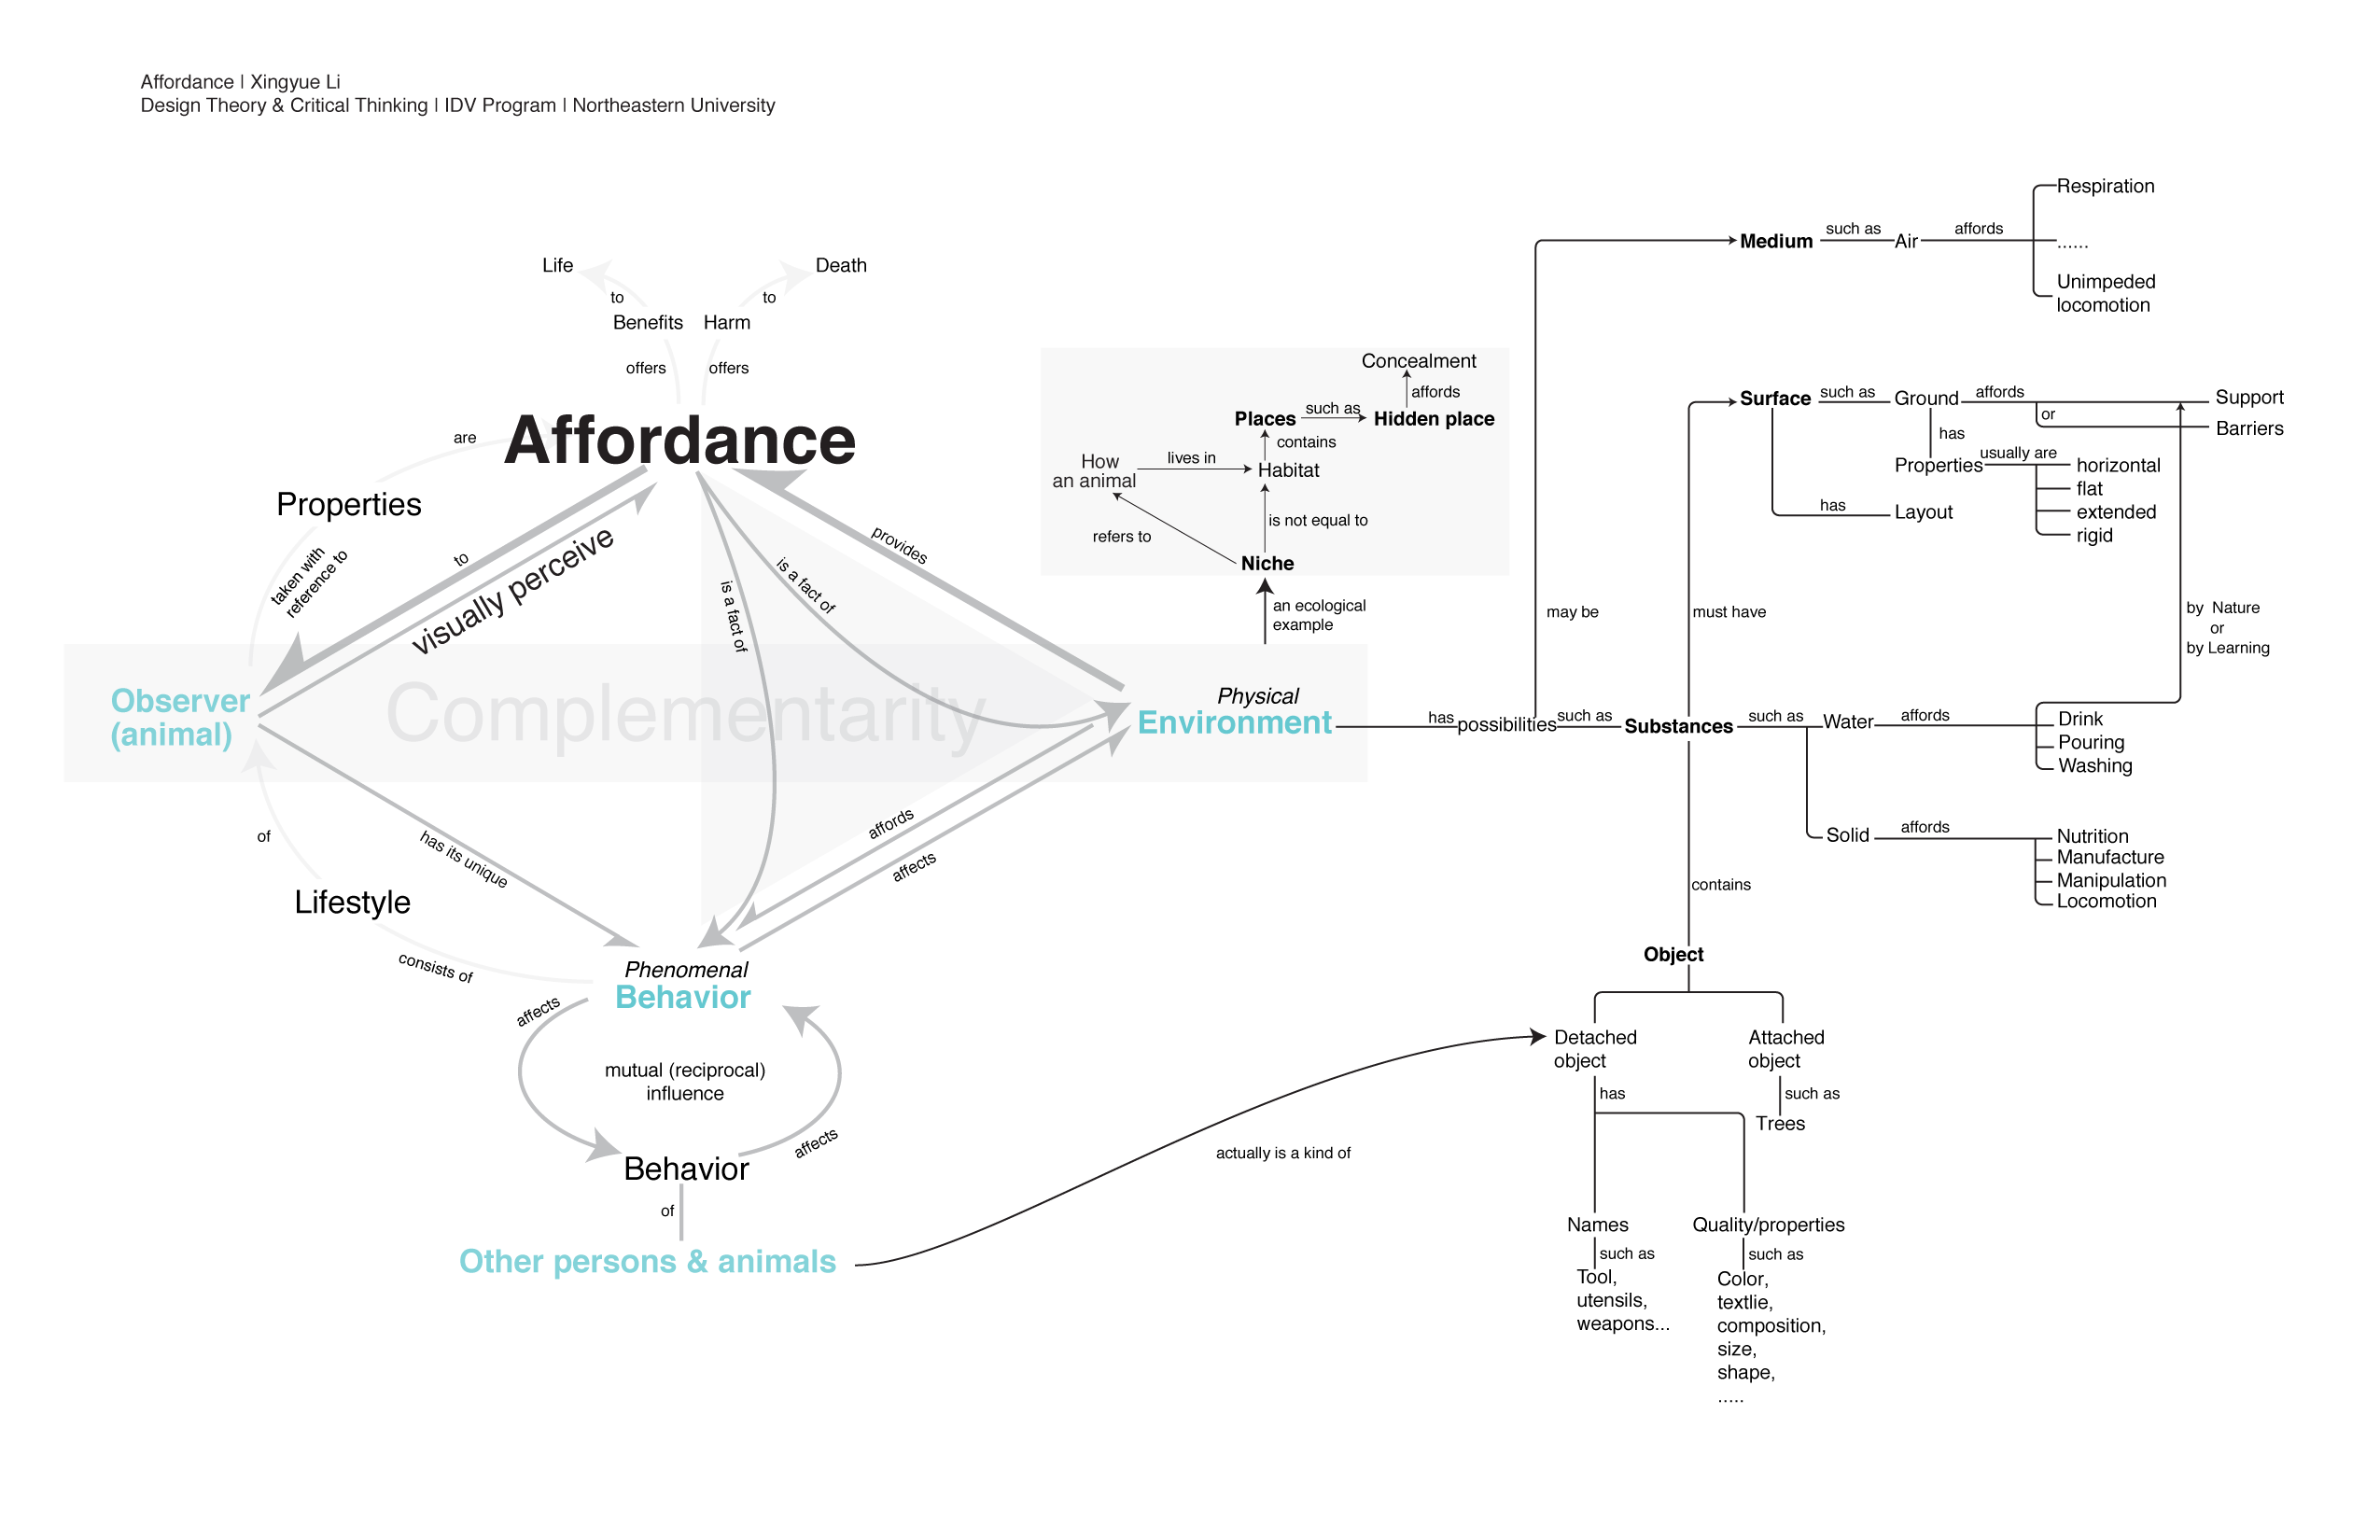 Affordance | Xingyue Li
Design Theory & Critical Thinking | IDV Program | Northeastern University
Life
Death
to
to
Benefits
Harm
offers
offers
Affordance
are
Properties
taken with
reference to
to
visually perceive
is a fact of
is a fact of
provides
Observer
(animal)
Complementarity
Physical
Environment
of
has its unique
affords
affects
Lifestyle
consists of
Phenomenal
Behavior
affects
mutual (reciprocal)
influence
affects
Behavior
of
Other persons & animals
actually is a kind of
Concealment
affords
Places
such as
Hidden place
contains
How
an animal
lives in
Habitat
refers to
is not equal to
Niche
an ecological
example
has
possibilities
such as
may be
must have
Medium
such as
Air
affords
Respiration
......
Unimpeded
locomotion
Surface
such as
Ground
affords
Support
or
Barriers
has
Properties
usually are
horizontal
flat
extended
rigid
has
Layout
by Nature
or
by Learning
Substances
such as
Water
affords
Drink
Pouring
Washing
Solid
affords
Nutrition
Manufacture
Manipulation
Locomotion
contains
Object
Detached
object
Attached
object
has
such as
Trees
Names
Quality/properties
such as
such as
Tool,
utensils,
weapons...
Color,
textlie,
composition,
size,
shape,
.....